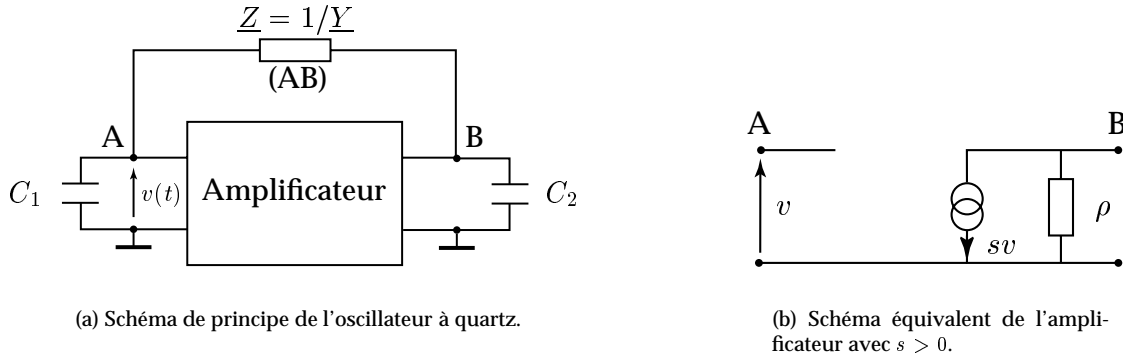 Z = 1/Y
(AB)
A
B
C₁
v(t)
Amplificateur
C₂
A
B
v
sv
ρ
(a) Schéma de principe de l'oscillateur à quartz.
(b) Schéma équivalent de l'ampli-
ficateur avec s > 0.